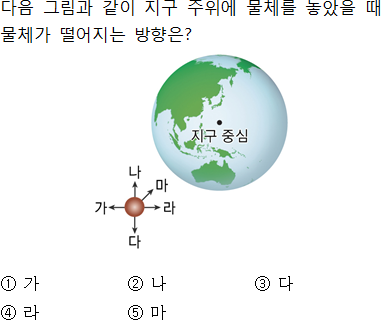 다음 그림과 같이 지구 주위에 물체를 놓았을 때
물체가 떨어지는 방향은?
지구 중심
나
마
가
라
다
① 가 ② 나 ③ 다
④ 라 ⑤ 마